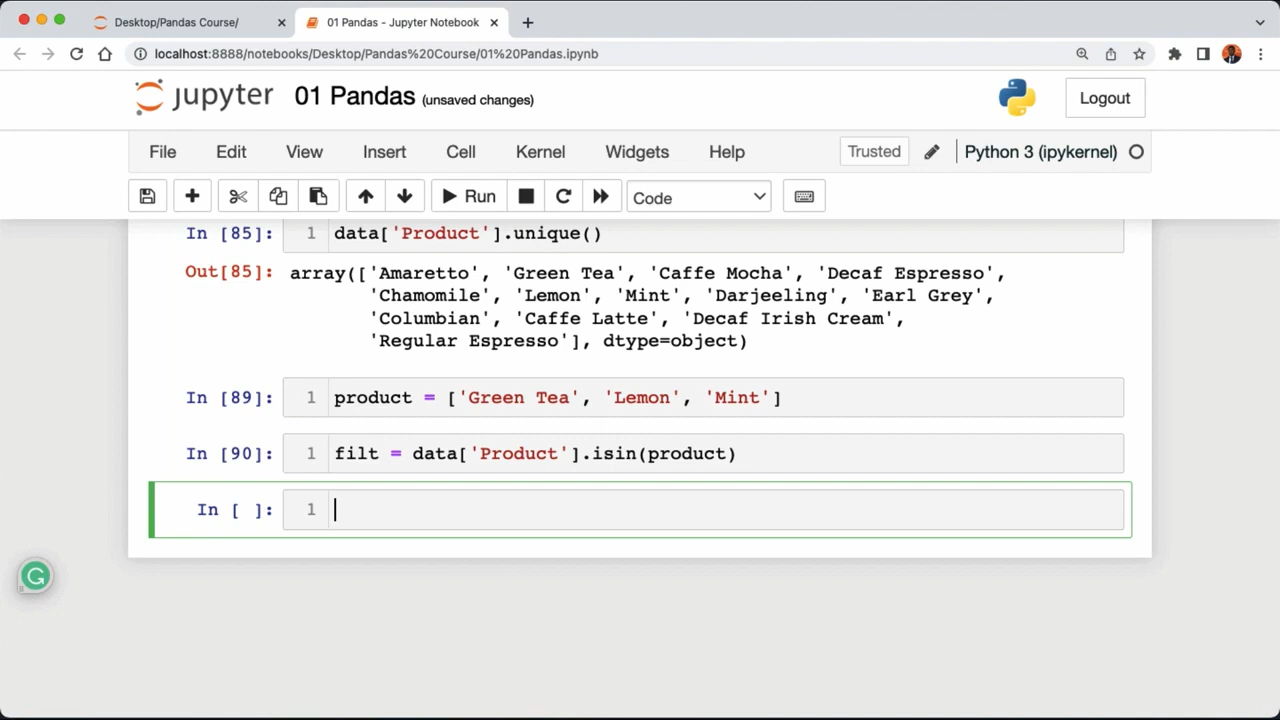 Desktop/Pandas Course/
01 Pandas - Jupyter Notebook
localhost:8888/notebooks/Desktop/Pandas%20Course/01%20Pandas.ipynb
jupyter 01 Pandas (unsaved changes)
Logout
File Edit View Insert Cell Kernel Widgets Help Trusted Python 3 (ipykernel)
Run Code
In [85]: 1 data['Product'].unique()
Out[85]: array(['Amaretto', 'Green Tea', 'Caffe Mocha', 'Decaf Espresso',
'Chamomile', 'Lemon', 'Mint', 'Darjeeling', 'Earl Grey',
'Columbian', 'Caffe Latte', 'Decaf Irish Cream',
'Regular Espresso'], dtype=object)
In [89]: 1 product = ['Green Tea', 'Lemon', 'Mint']
In [90]: 1 filt = data['Product'].isin(product)
In [ ]: 1